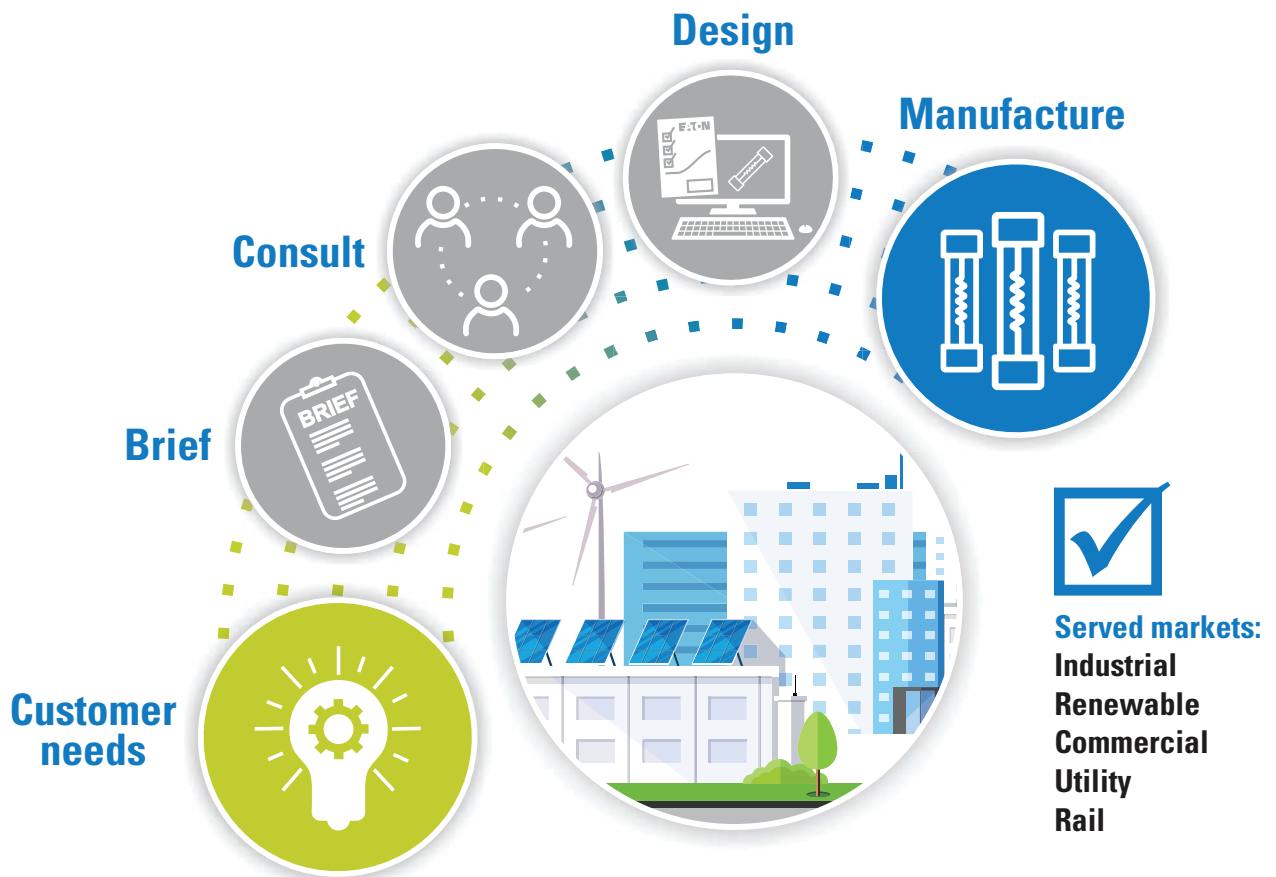 Design
EATON
Manufacture
Consult
BRIEF
Brief
Customer
needs
Served markets:
Industrial
Renewable
Commercial
Utility
Rail